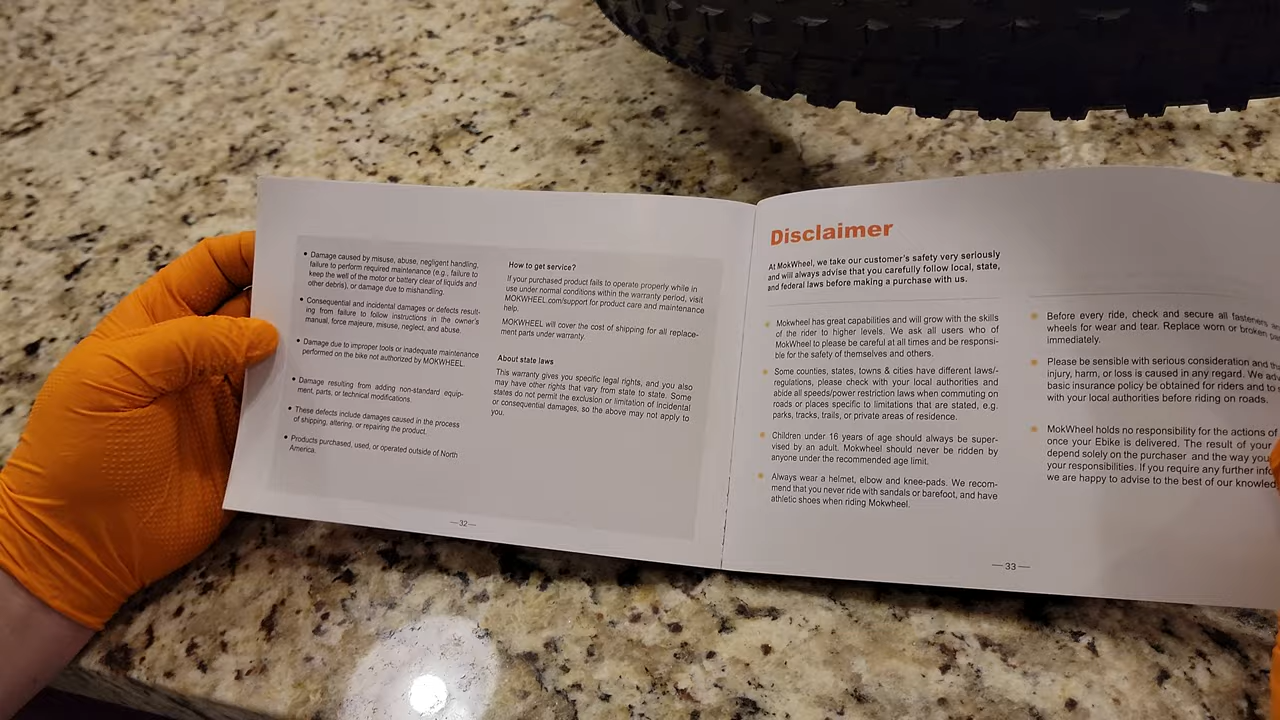 • Damage caused by misuse, abuse, negligent handling,
failure to perform required maintenance (e.g., failure to
keep the well of the motor or battery clear of liquids and
other debris), or damage due to mishandling.
• Consequential and incidental damages or defects result-
ing from failure to follow instructions in the owner's
manual, force majeure, misuse, neglect, and abuse.
• Damage due to improper tools or inadequate maintenance
performed on the bike not authorized by MOKWHEEL.
• Damage resulting from adding non-standard equip-
ment, parts, or technical modifications.
• These defects include damages caused in the process
of shipping, altering, or repairing the product.
• Products purchased, used, or operated outside of North
America.
How to get service?
If your purchased product fails to operate properly while in
use under normal conditions within the warranty period, visit
MOKWHEEL.com/support for product care and maintenance
help.
MOKWHEEL will cover the cost of shipping for all replace-
ment parts under warranty.
About state laws
This warranty gives you specific legal rights, and you also
may have other rights that vary from state to state. Some
states do not permit the exclusion or limitation of incidental
or consequential damages, so the above may not apply to
you.
—32—
Disclaimer
At MokWheel, we take our customer's safety very seriously
and will always advise that you carefully follow local, state,
and federal laws before making a purchase with us.
• Mokwheel has great capabilities and will grow with the skills
of the rider to higher levels. We ask all users who of
MokWheel to please be careful at all times and be responsi-
ble for the safety of themselves and others.
• Some counties, states, towns & cities have different laws/-
regulations, please check with your local authorities and
abide all speeds/power restriction laws when commuting on
roads or places specific to limitations that are stated, e.g.
parks, tracks, trails, or private areas of residence.
• Children under 16 years of age should always be super-
vised by an adult. Mokwheel should never be ridden by
anyone under the recommended age limit.
• Always wear a helmet, elbow and knee-pads. We recom-
mend that you never ride with sandals or barefoot, and have
athletic shoes when riding Mokwheel.
• Before every ride, check and secure all fasteners
wheels for wear and tear. Replace worn or broken
immediately.
• Please be sensible with serious consideration and
injury, harm, or loss is caused in any regard. We
basic insurance policy be obtained for riders and to
with your local authorities before riding on roads.
• MokWheel holds no responsibility for the actions of
once your Ebike is delivered. The result of your
depend solely on the purchaser and the way you
your responsibilities. If you require any further
we are happy to advise to the best of our
—33—